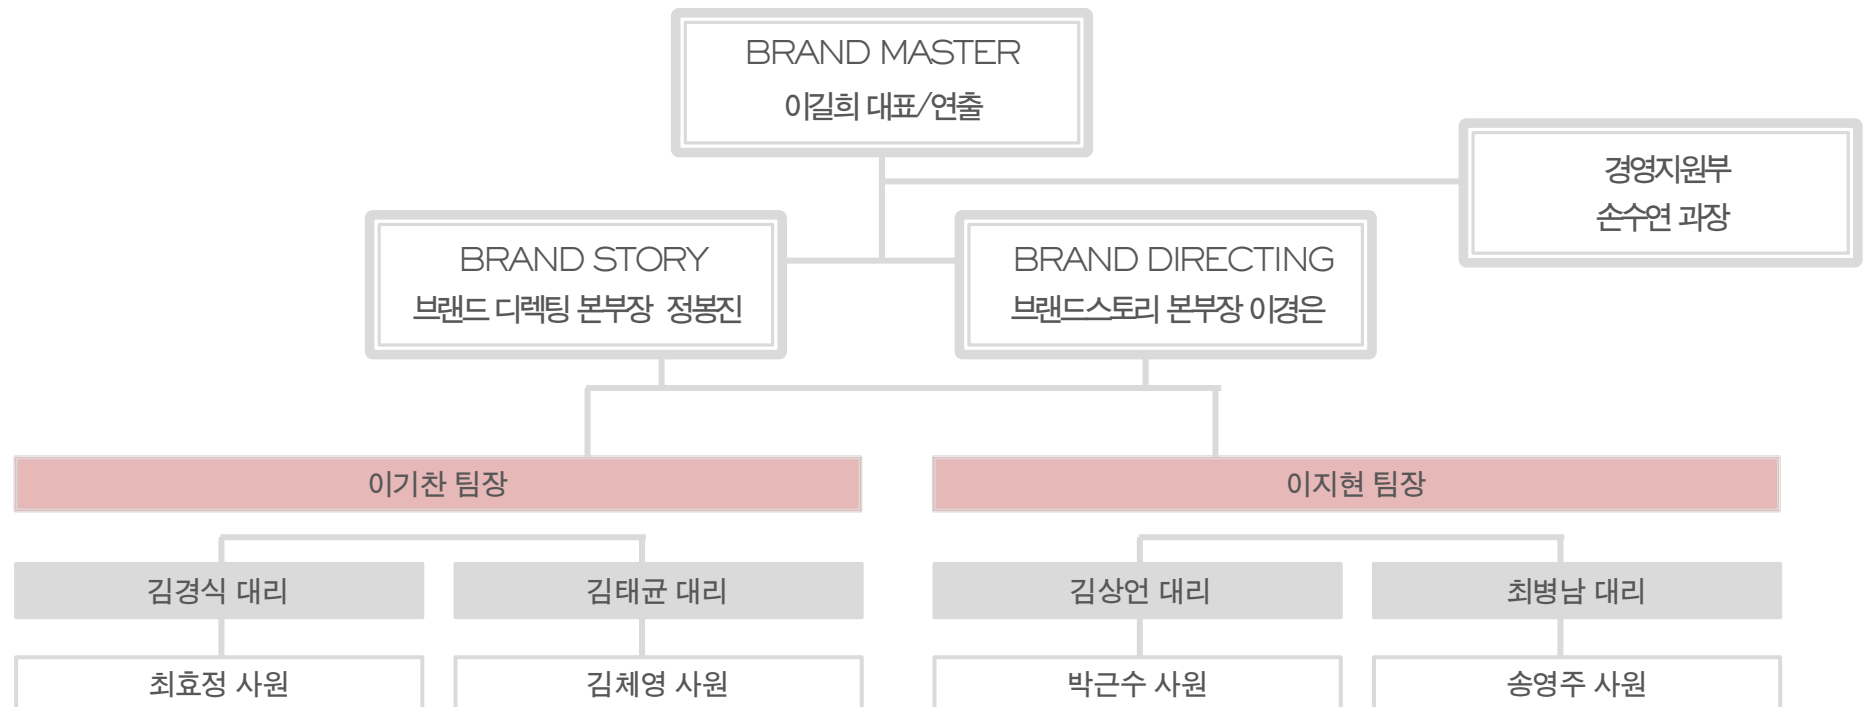 BRAND MASTER
이길희 대표/연출
경영지원부
손수연 과장
BRAND STORY
브랜드 디렉팅 본부장 정봉진
BRAND DIRECTING
브랜드스토리 본부장 이경은
이기찬 팀장
이지현 팀장
김경식 대리
김태균 대리
김상언 대리
최병남 대리
최효정 사원
김체영 사원
박근수 사원
송영주 사원